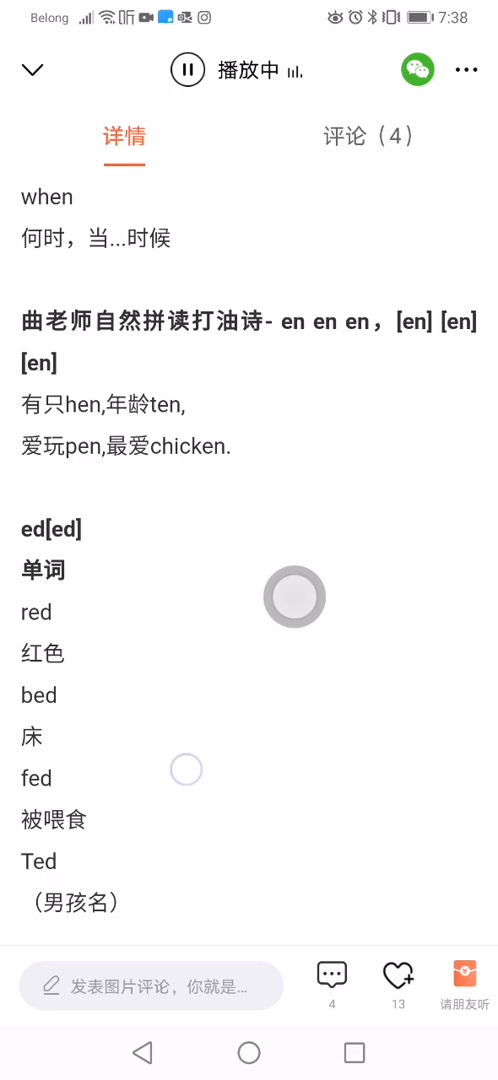 Belong 听 7:38
播放中
详情 评论（4）
when
何时，当...时候
曲老师自然拼读打油诗- en en en，[en] [en]
[en]
有只hen,年龄ten,
爱玩pen,最爱chicken.
ed[ed]
单词
red
红色
bed
床
fed
被喂食
Ted
（男孩名）
发表图片评论，你就是...
4 13 请朋友听